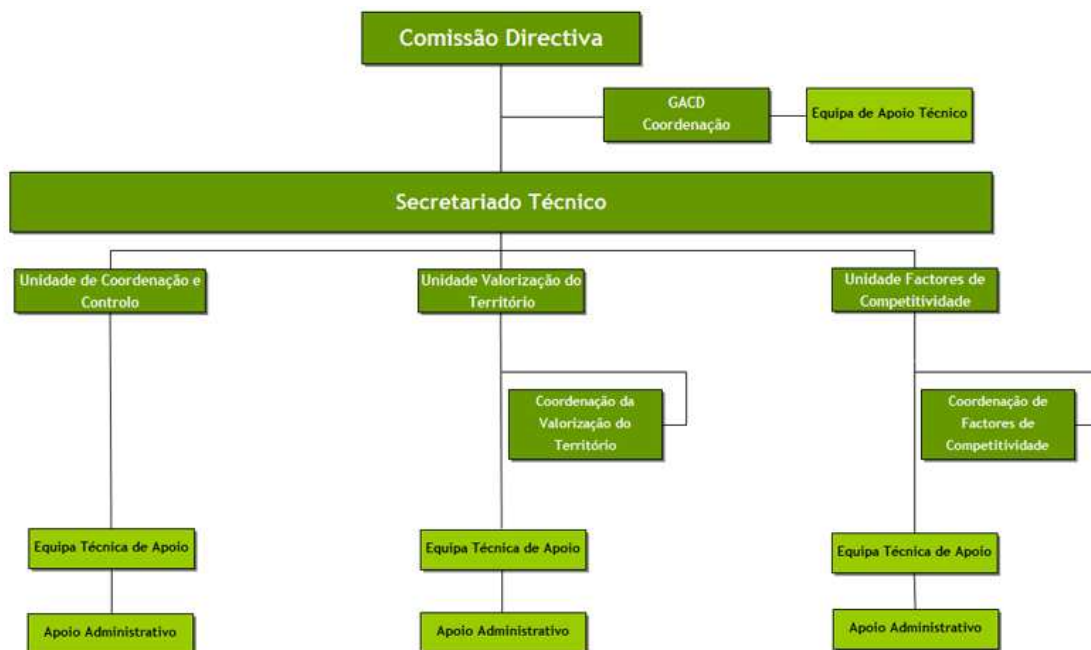 Comissão Directiva
GACD
Coordenação
Equipa de Apoio Técnico
Secretariado Técnico
Unidade de Coordenação e
Controlo
Unidade Valorização do
Território
Unidade Factores de
Competitividade
Coordenação da
Valorização do
Território
Coordenação de
Factores de
Competitividade
Equipa Técnica de Apoio
Equipa Técnica de Apoio
Equipa Técnica de Apoio
Apoio Administrativo
Apoio Administrativo
Apoio Administrativo